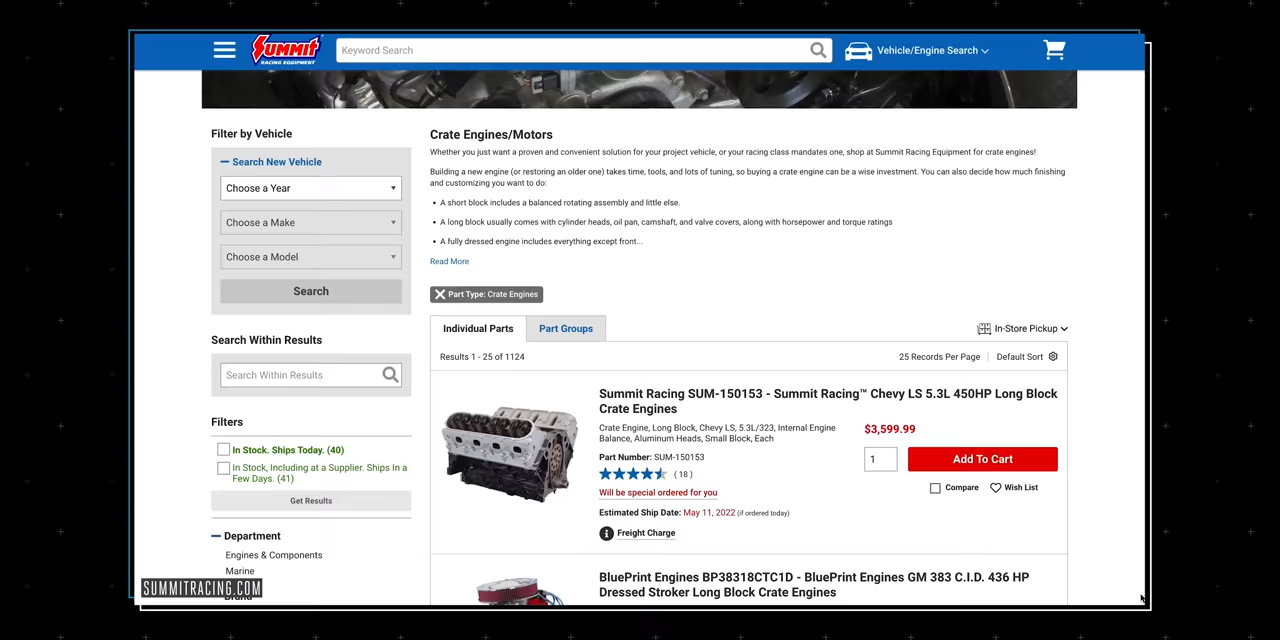 SUMMIT
RACING EQUIPMENT
Keyword Search
Vehicle/Engine Search
Filter by Vehicle
Search New Vehicle
Choose a Year
Choose a Make
Choose a Model
Search
Search Within Results
Search Within Results
Filters
In Stock. Ships Today. (40)
In Stock, Including at a Supplier. Ships In a
Few Days. (41)
Get Results
Department
Engines & Components
Marine
Brand
SUMMITRACING.COM
Crate Engines/Motors
Whether you just want a proven and convenient solution for your project vehicle, or your racing class mandates one, shop at Summit Racing Equipment for crate engines!
Building a new engine (or restoring an older one) takes time, tools, and lots of tuning, so buying a crate engine can be a wise investment. You can also decide how much finishing
and customizing you want to do:
• A short block includes a balanced rotating assembly and little else.
• A long block usually comes with cylinder heads, oil pan, camshaft, and valve covers, along with horsepower and torque ratings
• A fully dressed engine includes everything except front...
Read More
Part Type: Crate Engines
Individual Parts
Part Groups
In-Store Pickup
Results 1 - 25 of 1124
25 Records Per Page
Default Sort
Summit Racing SUM-150153 - Summit Racing™ Chevy LS 5.3L 450HP Long Block
Crate Engines
Crate Engine, Long Block, Chevy LS, 5.3L/323, Internal Engine
Balance, Aluminum Heads, Small Block, Each
Part Number: SUM-150153
( 18 )
Will be special ordered for you
Estimated Ship Date: May 11, 2022 (if ordered today)
Freight Charge
$3,599.99
1
Add To Cart
Compare
Wish List
BluePrint Engines BP38318CTC1D - BluePrint Engines GM 383 C.I.D. 436 HP
Dressed Stroker Long Block Crate Engines